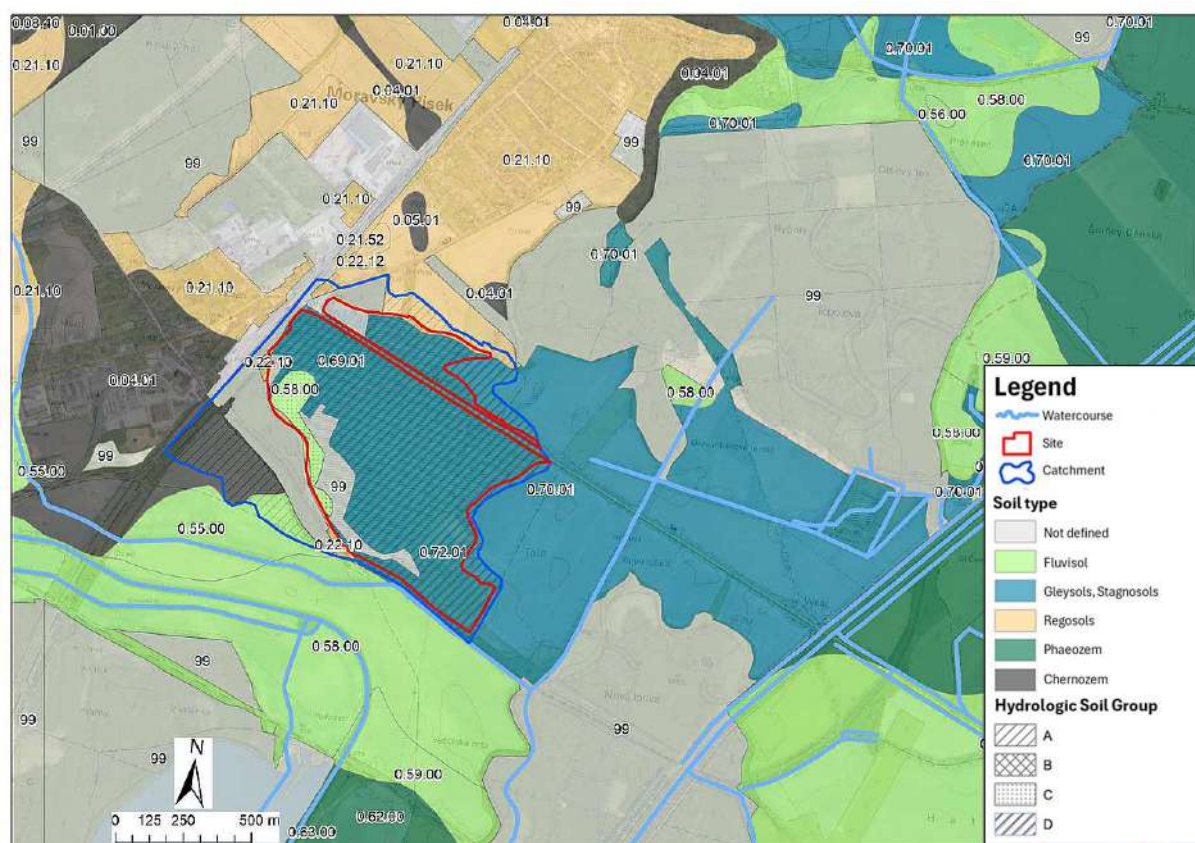 0.03.40
0.01.00
0.04.01
0.70.01
99
0.21.10
0.21.10
0.04.01
0.70.01
0.04.01
0.58.00
0.21.10
Moravský Písek
0.56.00
99
99
0.70.01
99
0.21.10
0.70.01
0.21.10
99
0.05.01
0.21.52
0.22.12
0.70.01
0.21.10
0.21.10
0.04.01
99
0.69.01
0.22.10
0.59.00
0.04.01
0.58.00
0.58.00
0.58.00
99
0.55.00
99
0.70.01
0.70.01
0.55.00
0.22.10
0.72.01
0.58.00
99
99
99
99
0.59.00
0.62.00
0.63.00
N
0 125 250 500 m
Legend
Watercourse
Site
Catchment
Soil type
Not defined
Fluvisol
Gleysols, Stagnosols
Regosols
Phaeozem
Chernozem
Hydrologic Soil Group
A
B
C
D